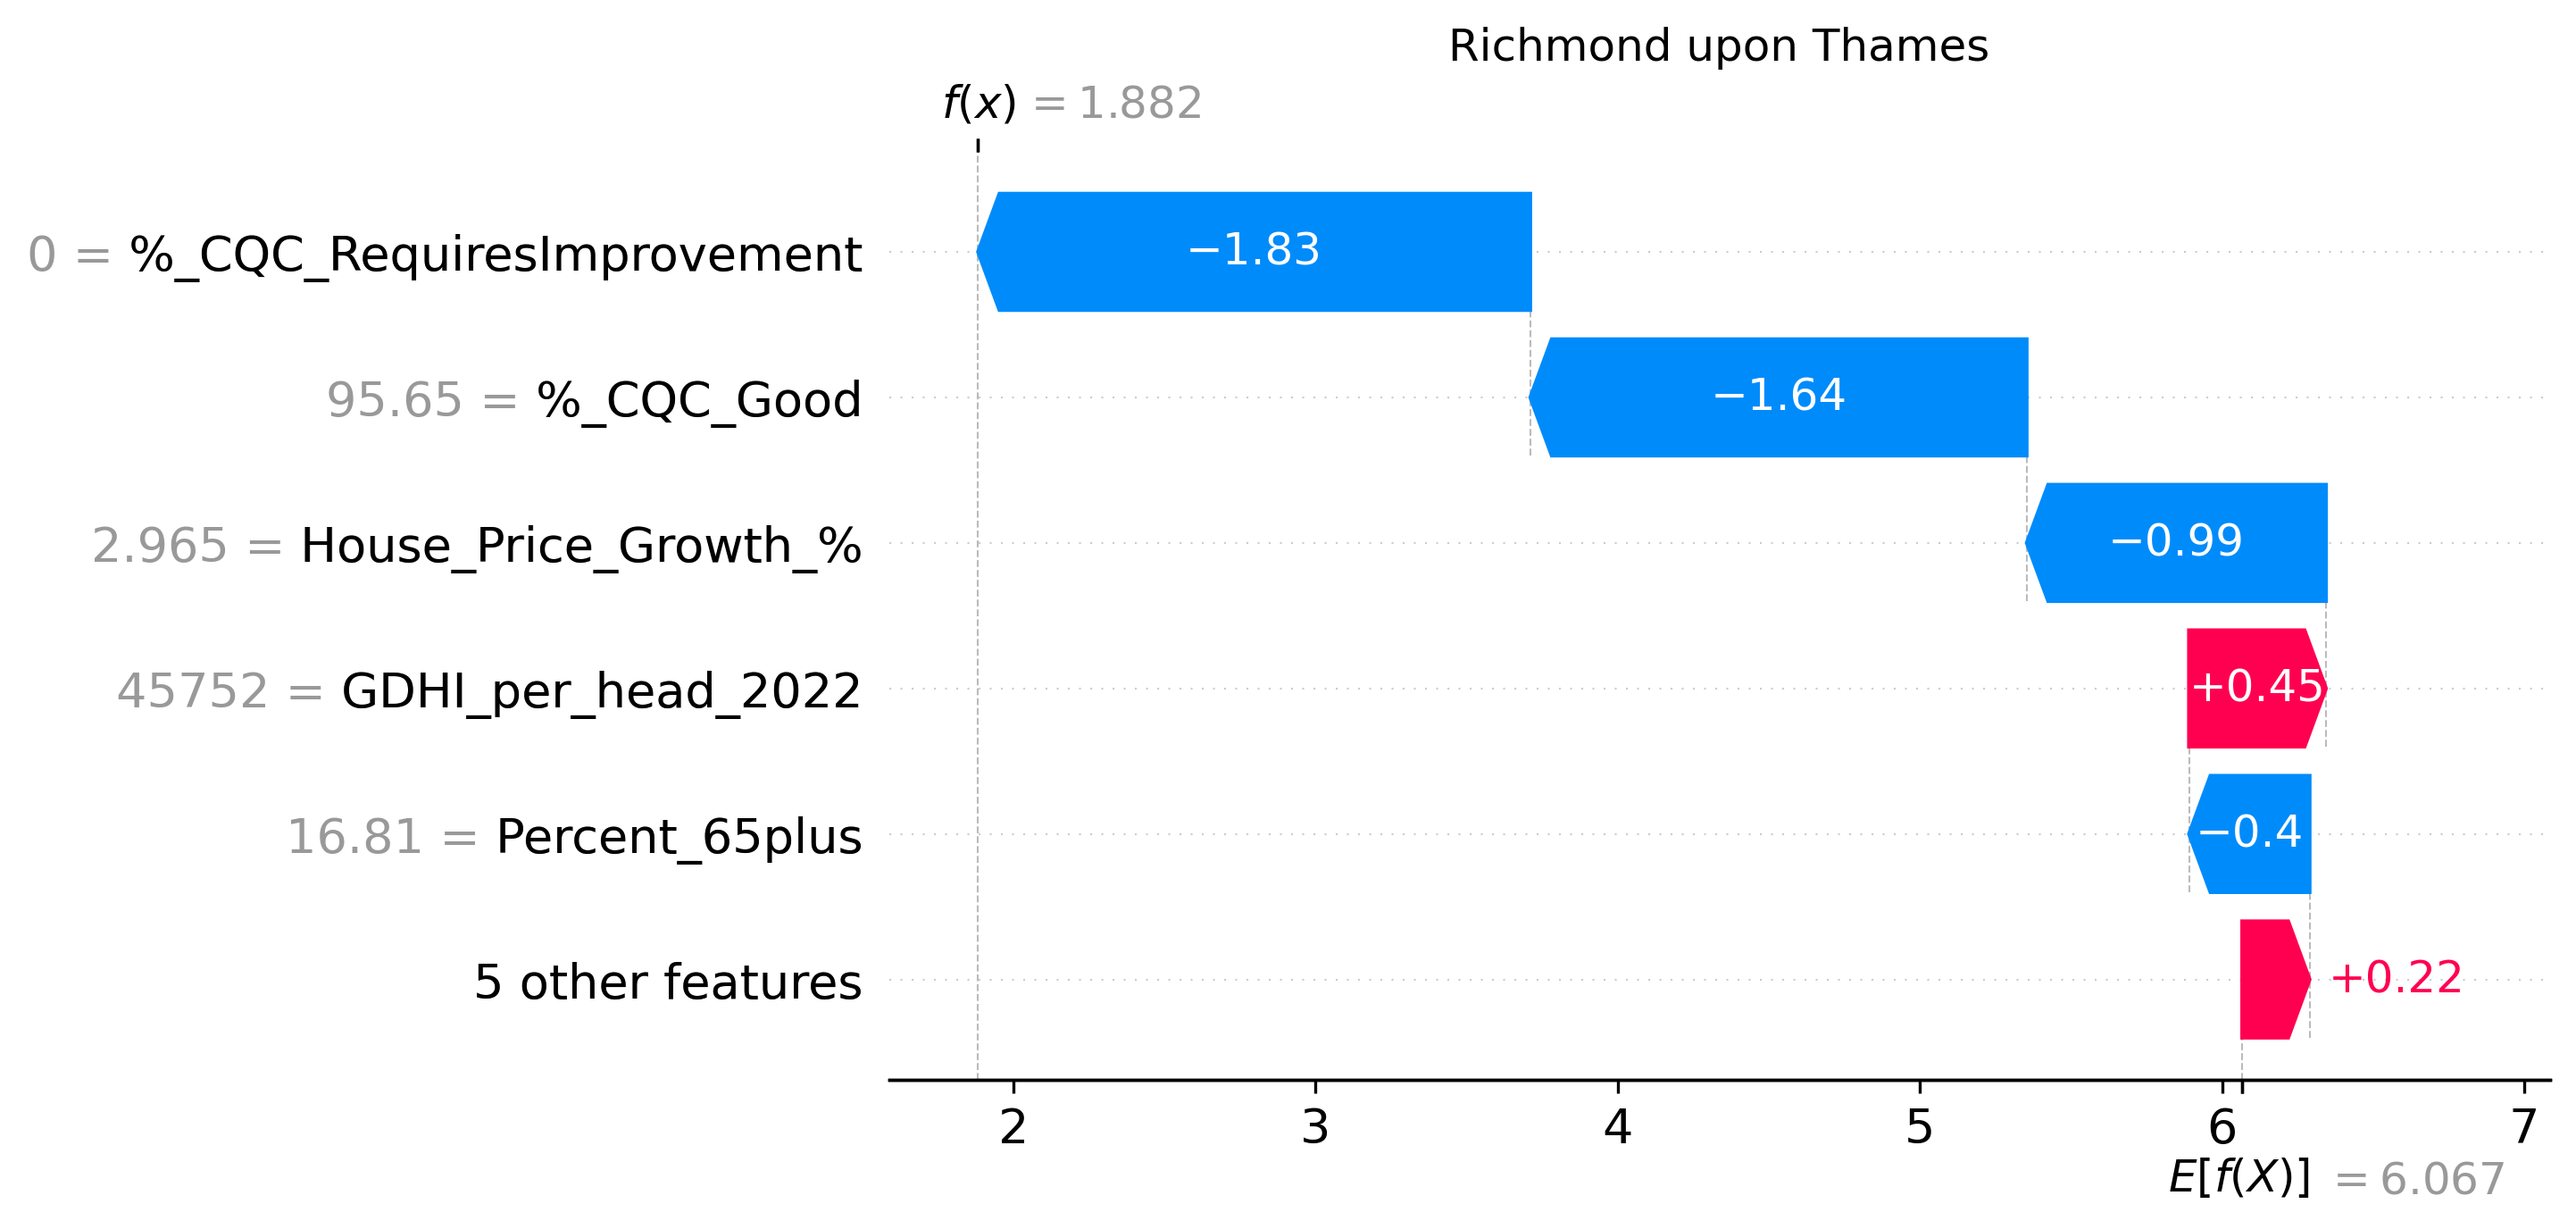 Richmond upon Thames
f(x) = 1.882
0 = %_CQC_RequiresImprovement
−1.83
95.65 = %_CQC_Good
−1.64
2.965 = House_Price_Growth_%
−0.99
45752 = GDHI_per_head_2022
+0.45
16.81 = Percent_65plus
−0.4
5 other features
+0.22
2 3 4 5 6 7
E[f(X)] = 6.067